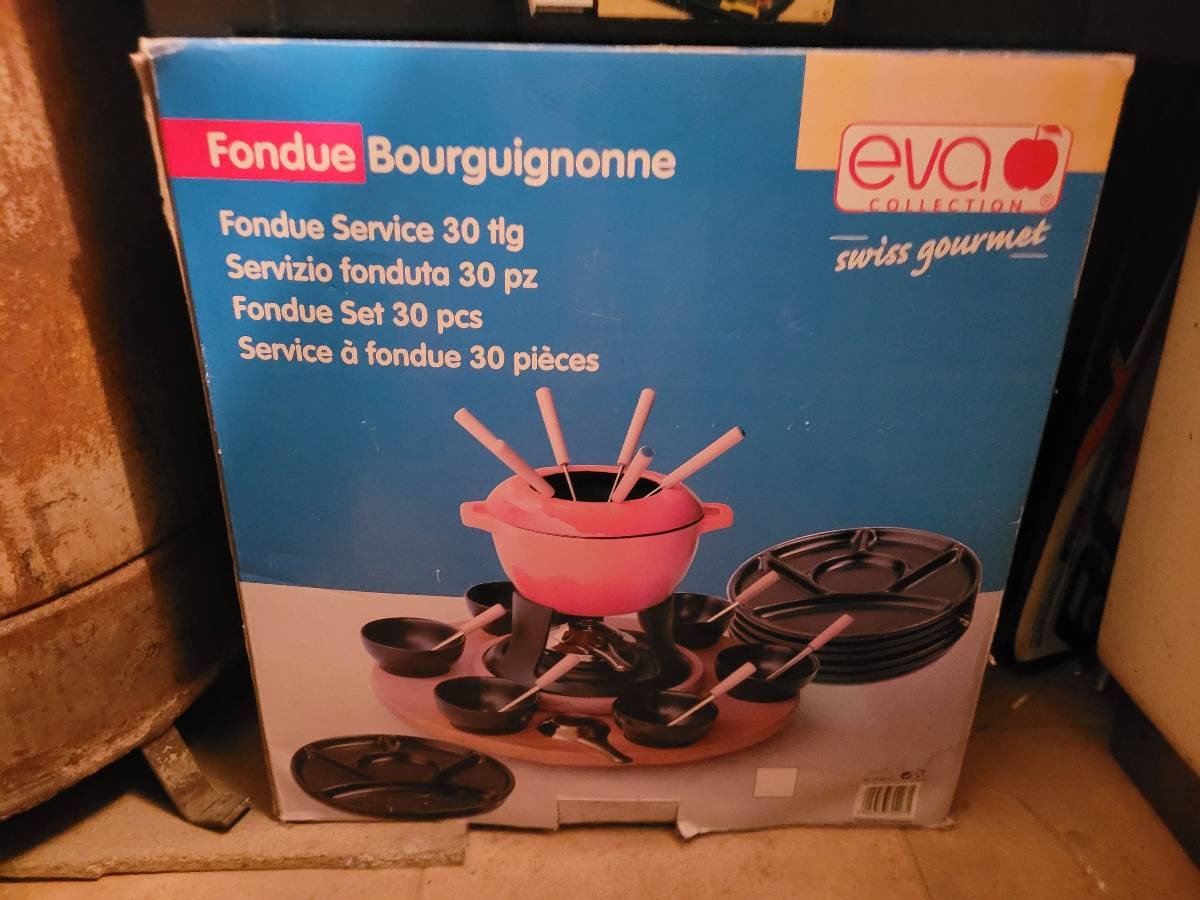 Fondue Bourguignonne
Fondue Service 30 tlg
Servizio fonduta 30 pz
Fondue Set 30 pcs
Service à fondue 30 pièces
eva
COLLECTION ®
swiss gourmet